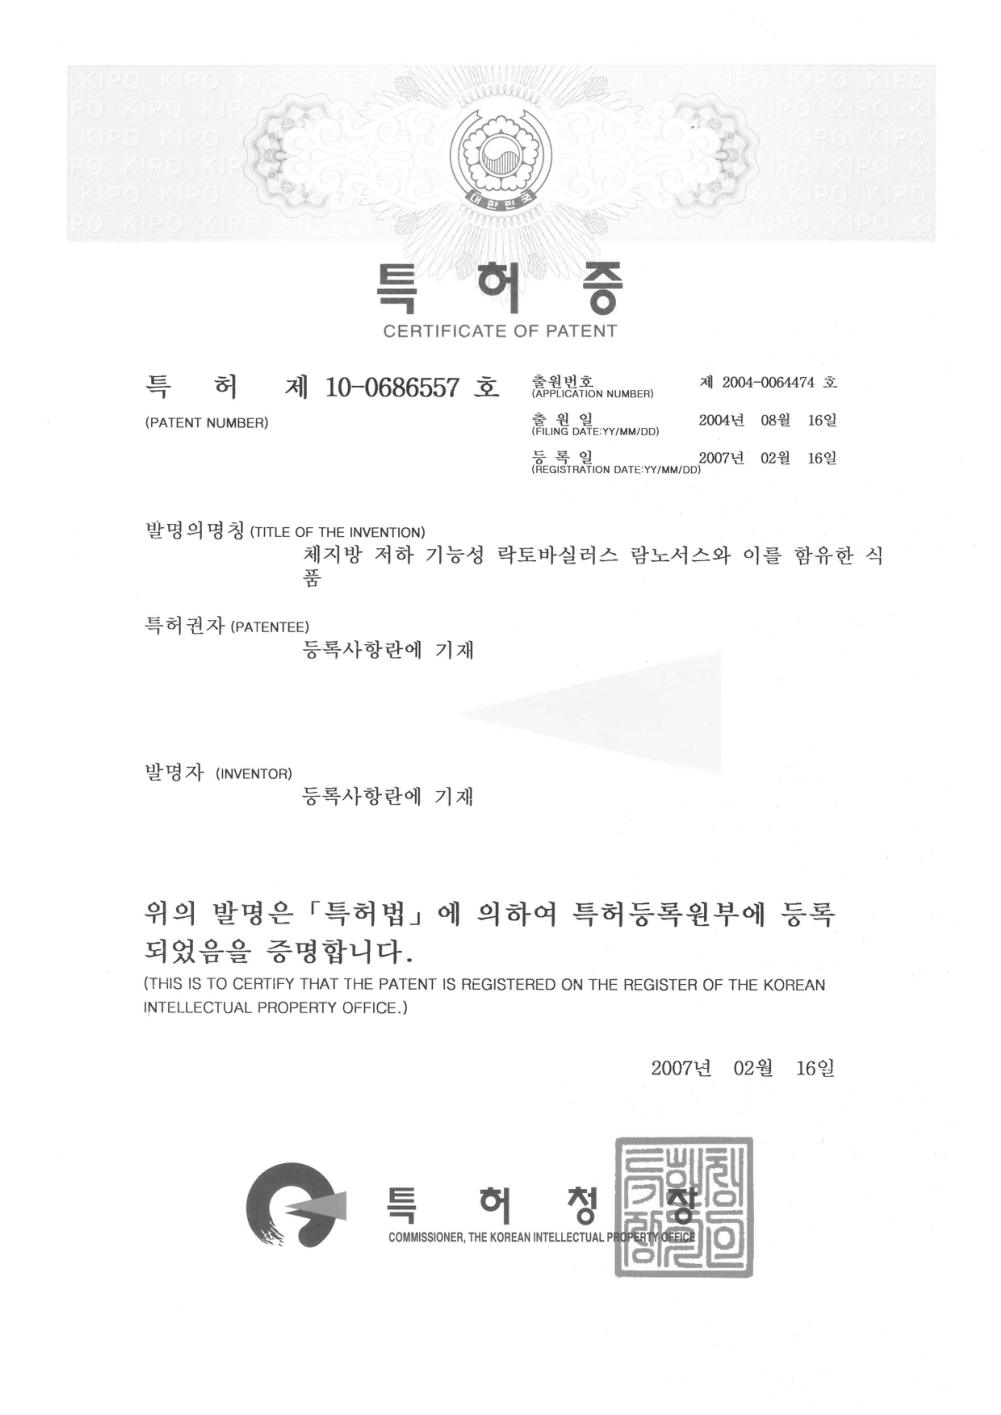 대한민국
특 허 증
CERTIFICATE OF PATENT
특 허 제 10-0686557 호
(PATENT NUMBER)
출원번호 제 2004-0064474 호
(APPLICATION NUMBER)
출 원 일 2004년 08월 16일
(FILING DATE:YY/MM/DD)
등 록 일 2007년 02월 16일
(REGISTRATION DATE:YY/MM/DD)
발명의명칭 (TITLE OF THE INVENTION)
체지방 저하 기능성 락토바실러스 람노서스와 이를 함유한 식
품
특허권자 (PATENTEE)
등록사항란에 기재
발명자 (INVENTOR)
등록사항란에 기재
위의 발명은「특허법」에 의하여 특허등록원부에 등록
되었음을 증명합니다.
(THIS IS TO CERTIFY THAT THE PATENT IS REGISTERED ON THE REGISTER OF THE KOREAN
INTELLECTUAL PROPERTY OFFICE.)
2007년 02월 16일
특 허 청 장
COMMISSIONER, THE KOREAN INTELLECTUAL PROPERTY OFFICE